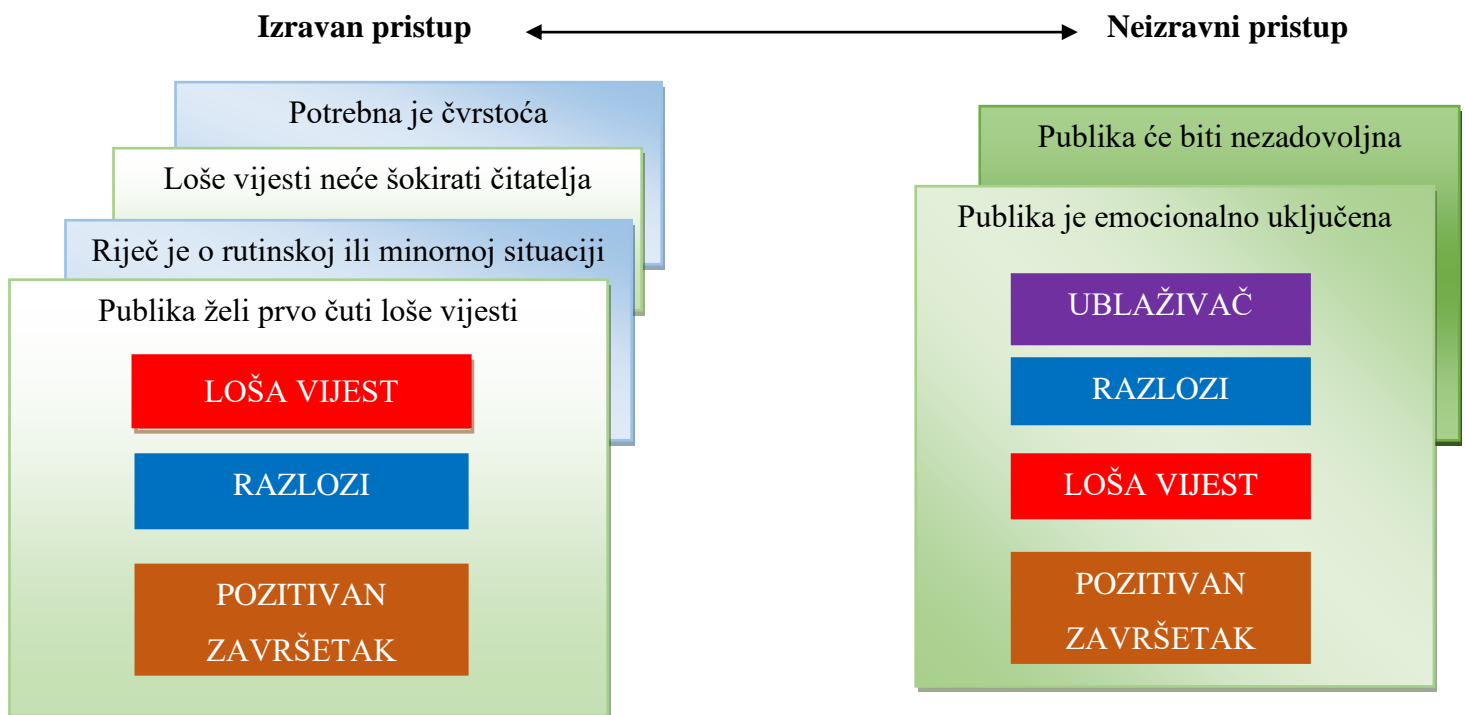 Izravan pristup
Neizravni pristup
Potrebna je čvrstoća
Loše vijesti neće šokirati čitatelja
Riječ je o rutinskoj ili minornoj situaciji
Publika želi prvo čuti loše vijesti
LOŠA VIJEST
RAZLOZI
POZITIVAN
ZAVRŠETAK
Publika će biti nezadovoljna
Publika je emocionalno uključena
UBLAŽIVAČ
RAZLOZI
LOŠA VIJEST
POZITIVAN
ZAVRŠETAK